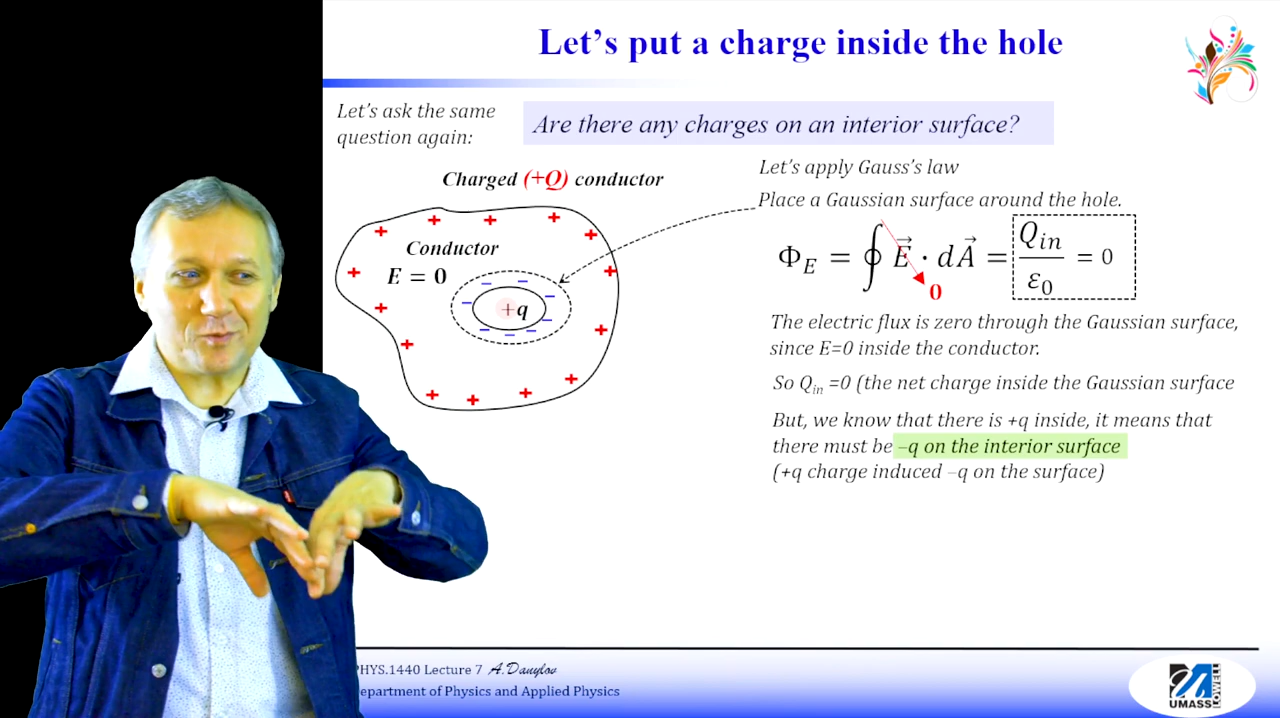 Let's put a charge inside the hole
Let's ask the same
question again:
Are there any charges on an interior surface?
Charged (+Q) conductor
Conductor
E = 0
+q
Let's apply Gauss's law
Place a Gaussian surface around the hole.
Φ_E = ∮ E⃗ · dA⃗ = Q_in / ε_0 = 0
0
The electric flux is zero through the Gaussian surface,
since E=0 inside the conductor.
So Q_in =0 (the net charge inside the Gaussian surface
But, we know that there is +q inside, it means that
there must be –q on the interior surface
(+q charge induced –q on the surface)
PHYS.1440 Lecture 7 A.Danylov
epartment of Physics and Applied Physics
UMASS LOWELL